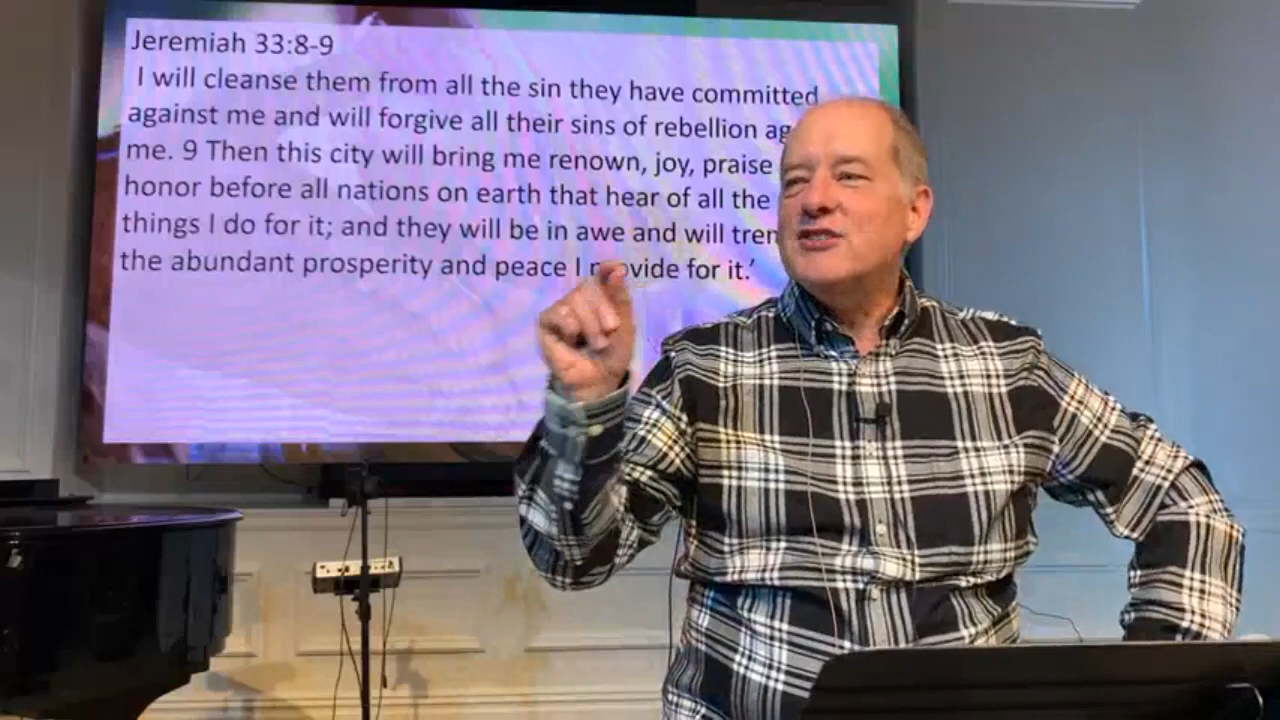 Jeremiah 33:8-9
I will cleanse them from all the sin they have committed
against me and will forgive all their sins of rebellion
me. 9 Then this city will bring me renown, joy, praise
honor before all nations on earth that hear of all the
things I do for it; and they will be in awe and will
the abundant prosperity and peace I provide for it.’